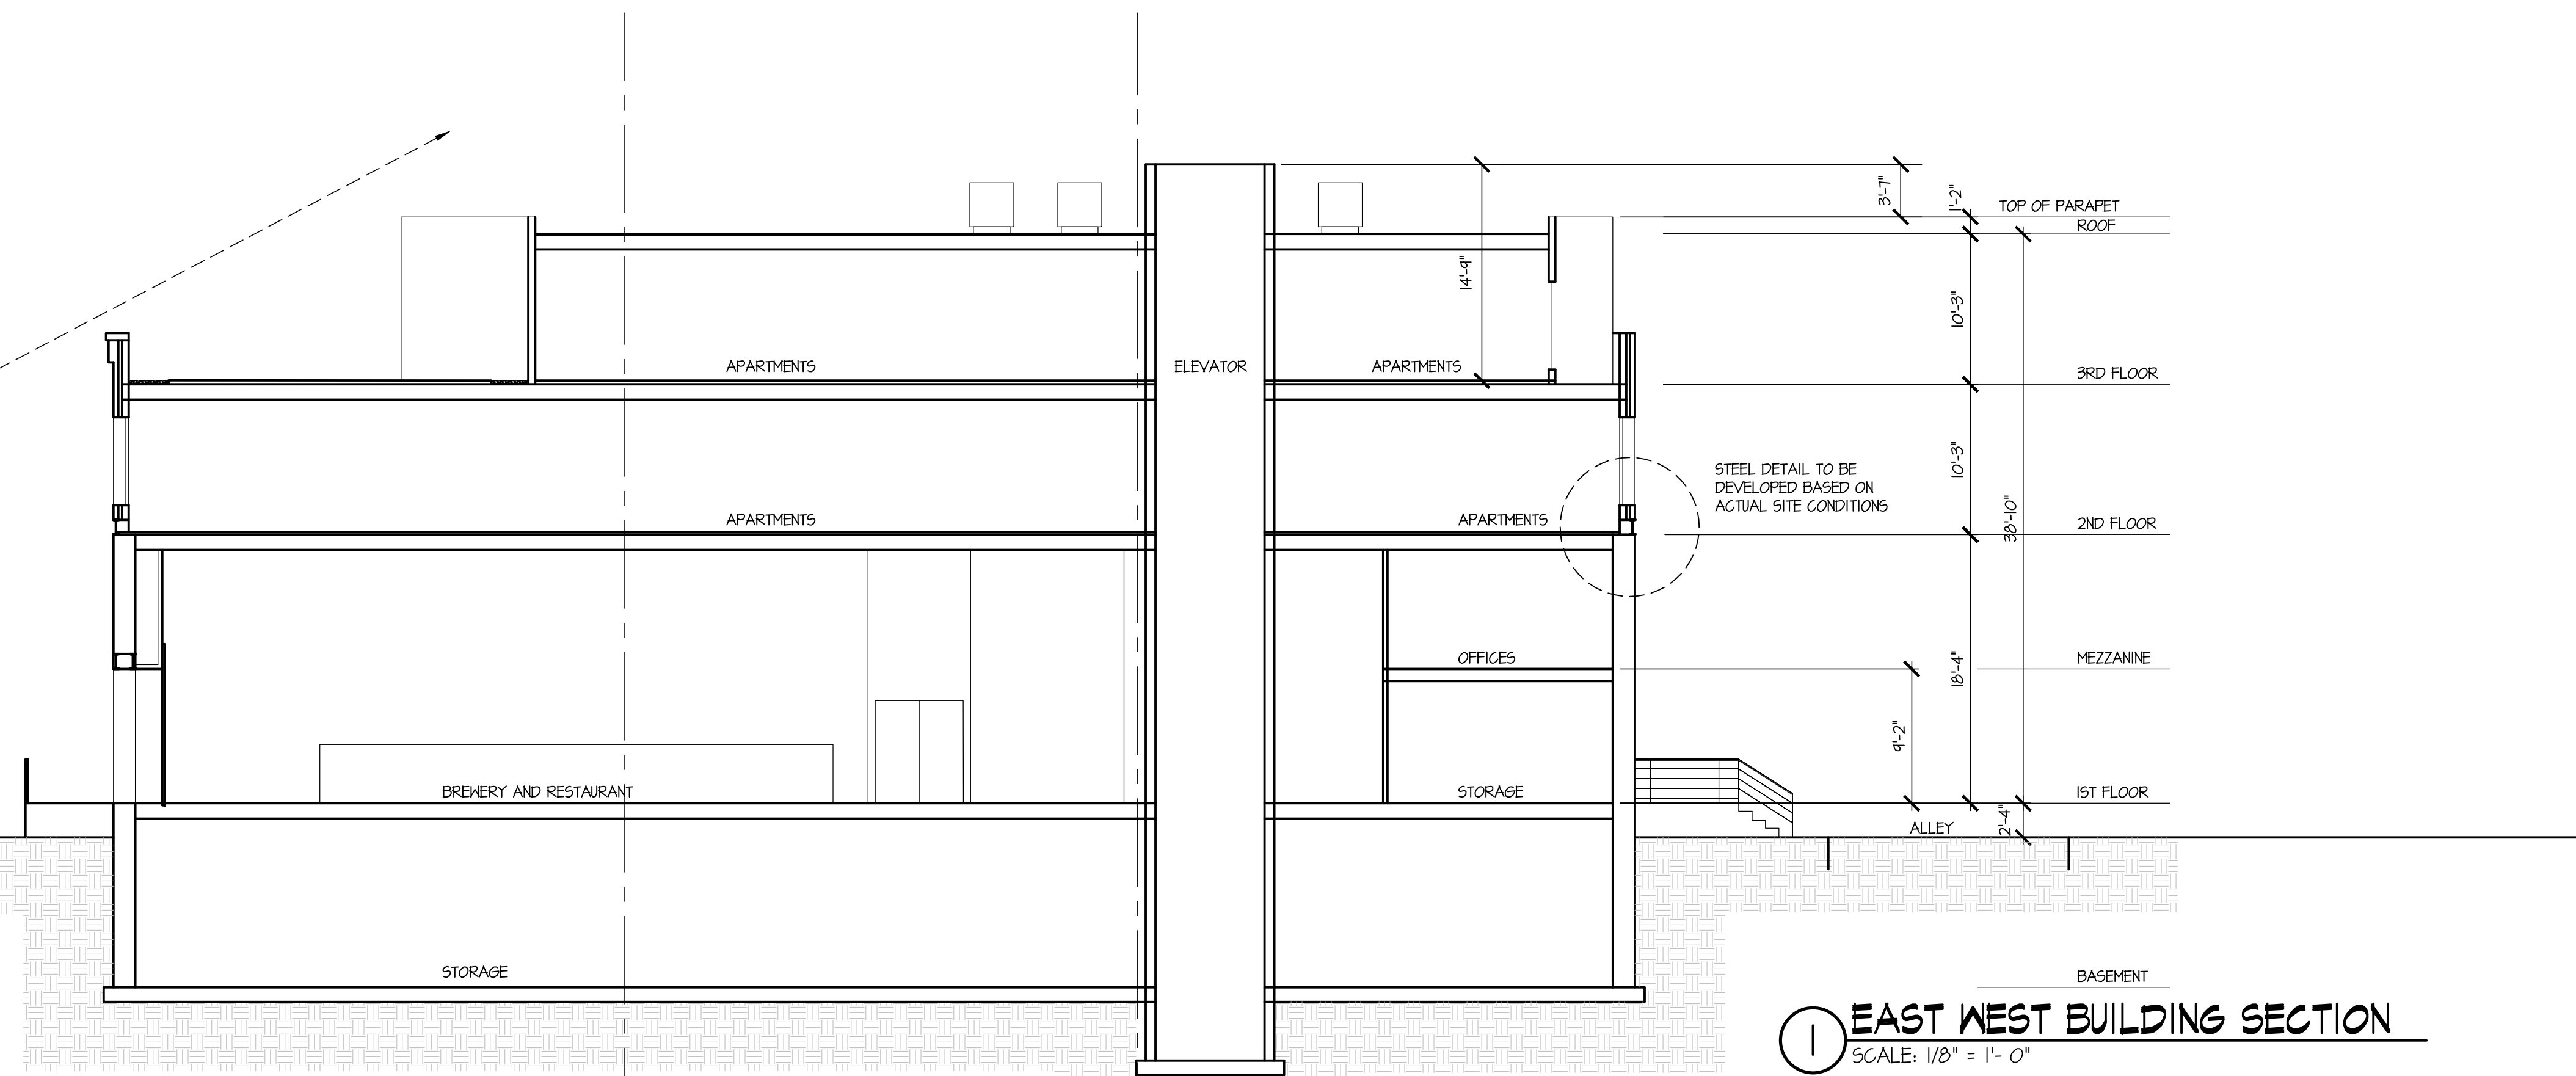 3'-7"
1'-2"
TOP OF PARAPET
ROOF
14'-9"
10'-3"
APARTMENTS
ELEVATOR
APARTMENTS
3RD FLOOR
10'-3"
STEEL DETAIL TO BE
DEVELOPED BASED ON
ACTUAL SITE CONDITIONS
38'-10"
APARTMENTS
APARTMENTS
2ND FLOOR
OFFICES
18'-4"
MEZZANINE
9'-2"
BREWERY AND RESTAURANT
STORAGE
1ST FLOOR
ALLEY
2'-4"
STORAGE
BASEMENT
1
EAST WEST BUILDING SECTION
SCALE: 1/8" = 1'- 0"